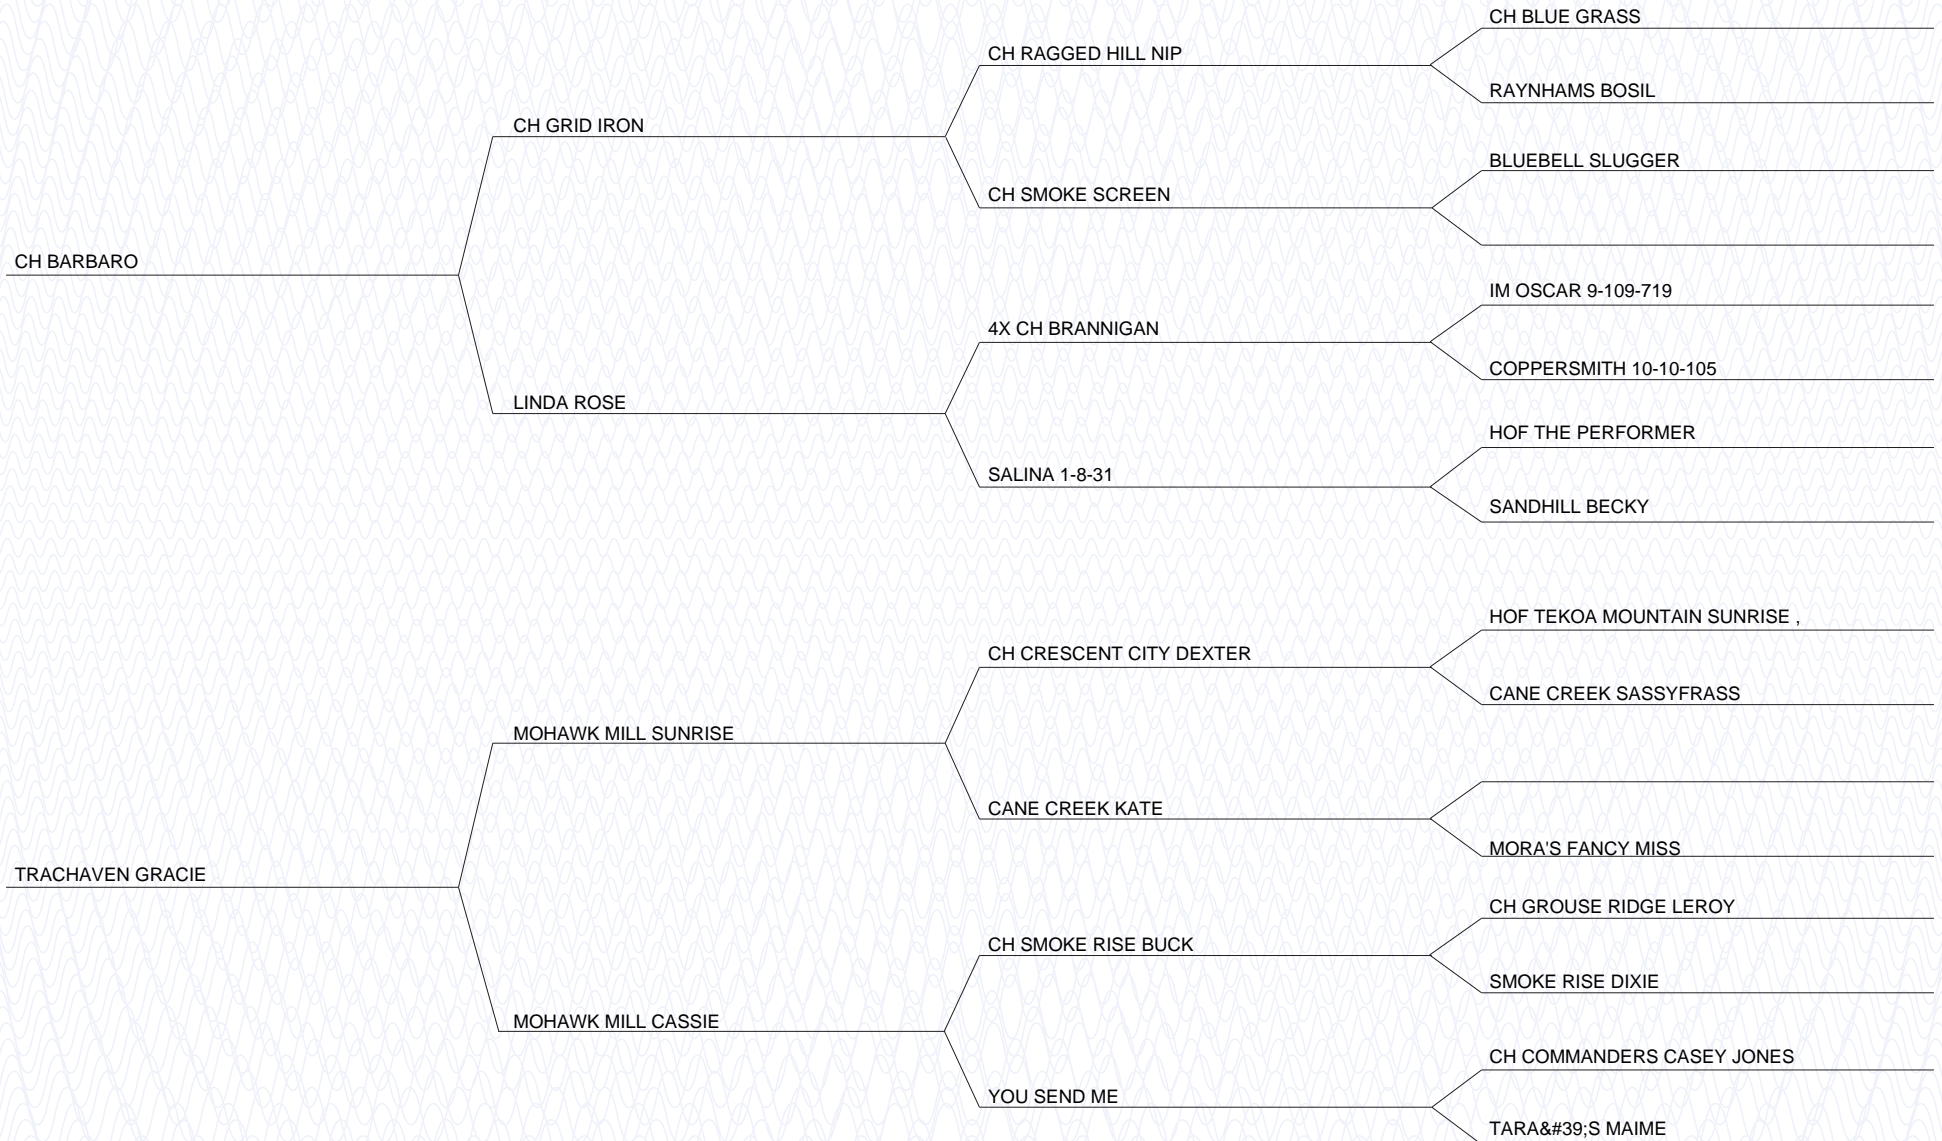 CH BLUE GRASS
CH RAGGED HILL NIP
RAYNHAMS BOSIL
CH GRID IRON
BLUEBELL SLUGGER
CH SMOKE SCREEN
CH BARBARO
IM OSCAR 9-109-719
4X CH BRANNIGAN
COPPERSMITH 10-10-105
LINDA ROSE
HOF THE PERFORMER
SALINA 1-8-31
SANDHILL BECKY
HOF TEKOA MOUNTAIN SUNRISE ,
CH CRESCENT CITY DEXTER
CANE CREEK SASSYFRASS
MOHAWK MILL SUNRISE
CANE CREEK KATE
MORA'S FANCY MISS
TRACHAVEN GRACIE
CH GROUSE RIDGE LEROY
CH SMOKE RISE BUCK
SMOKE RISE DIXIE
MOHAWK MILL CASSIE
CH COMMANDERS CASEY JONES
YOU SEND ME
TARA&#39;S MAIME